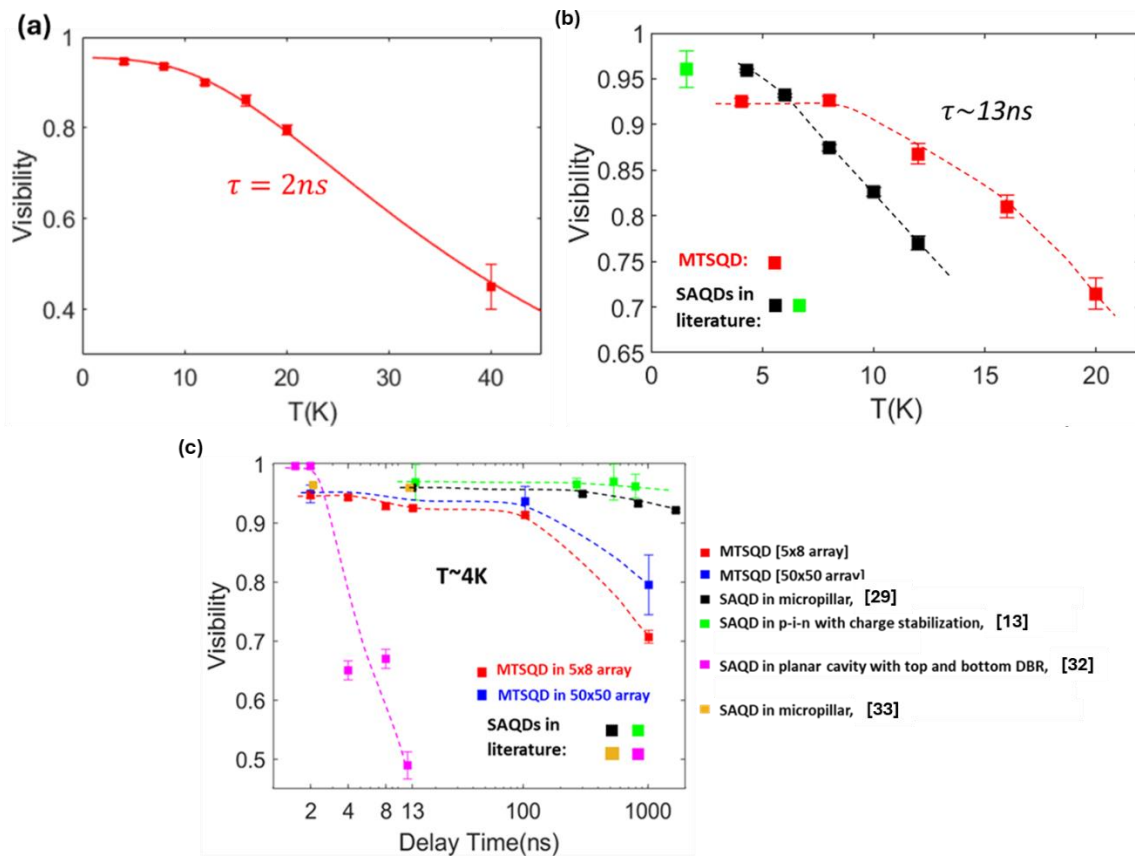 (a)
1
0.8
0.6
0.4
Visibility
τ = 2ns
0
10
20
30
40
T(K)
(b)
1
0.95
0.9
0.85
0.8
0.75
0.7
0.65
Visibility
τ~13ns
MTSQD:
SAQDs in
literature:
0
5
10
15
20
T(K)
(c)
1
0.9
0.8
0.7
0.6
0.5
Visibility
T~4K
MTSQD in 5x8 array
MTSQD in 50x50 array
SAQDs in
literature:
2
4
8
13
100
1000
Delay Time(ns)
MTSQD [5x8 array]
MTSQD [50x50 array]
SAQD in micropillar, [29]
SAQD in p-i-n with charge stabilization, [13]
SAQD in planar cavity with top and bottom DBR, [32]
SAQD in micropillar, [33]